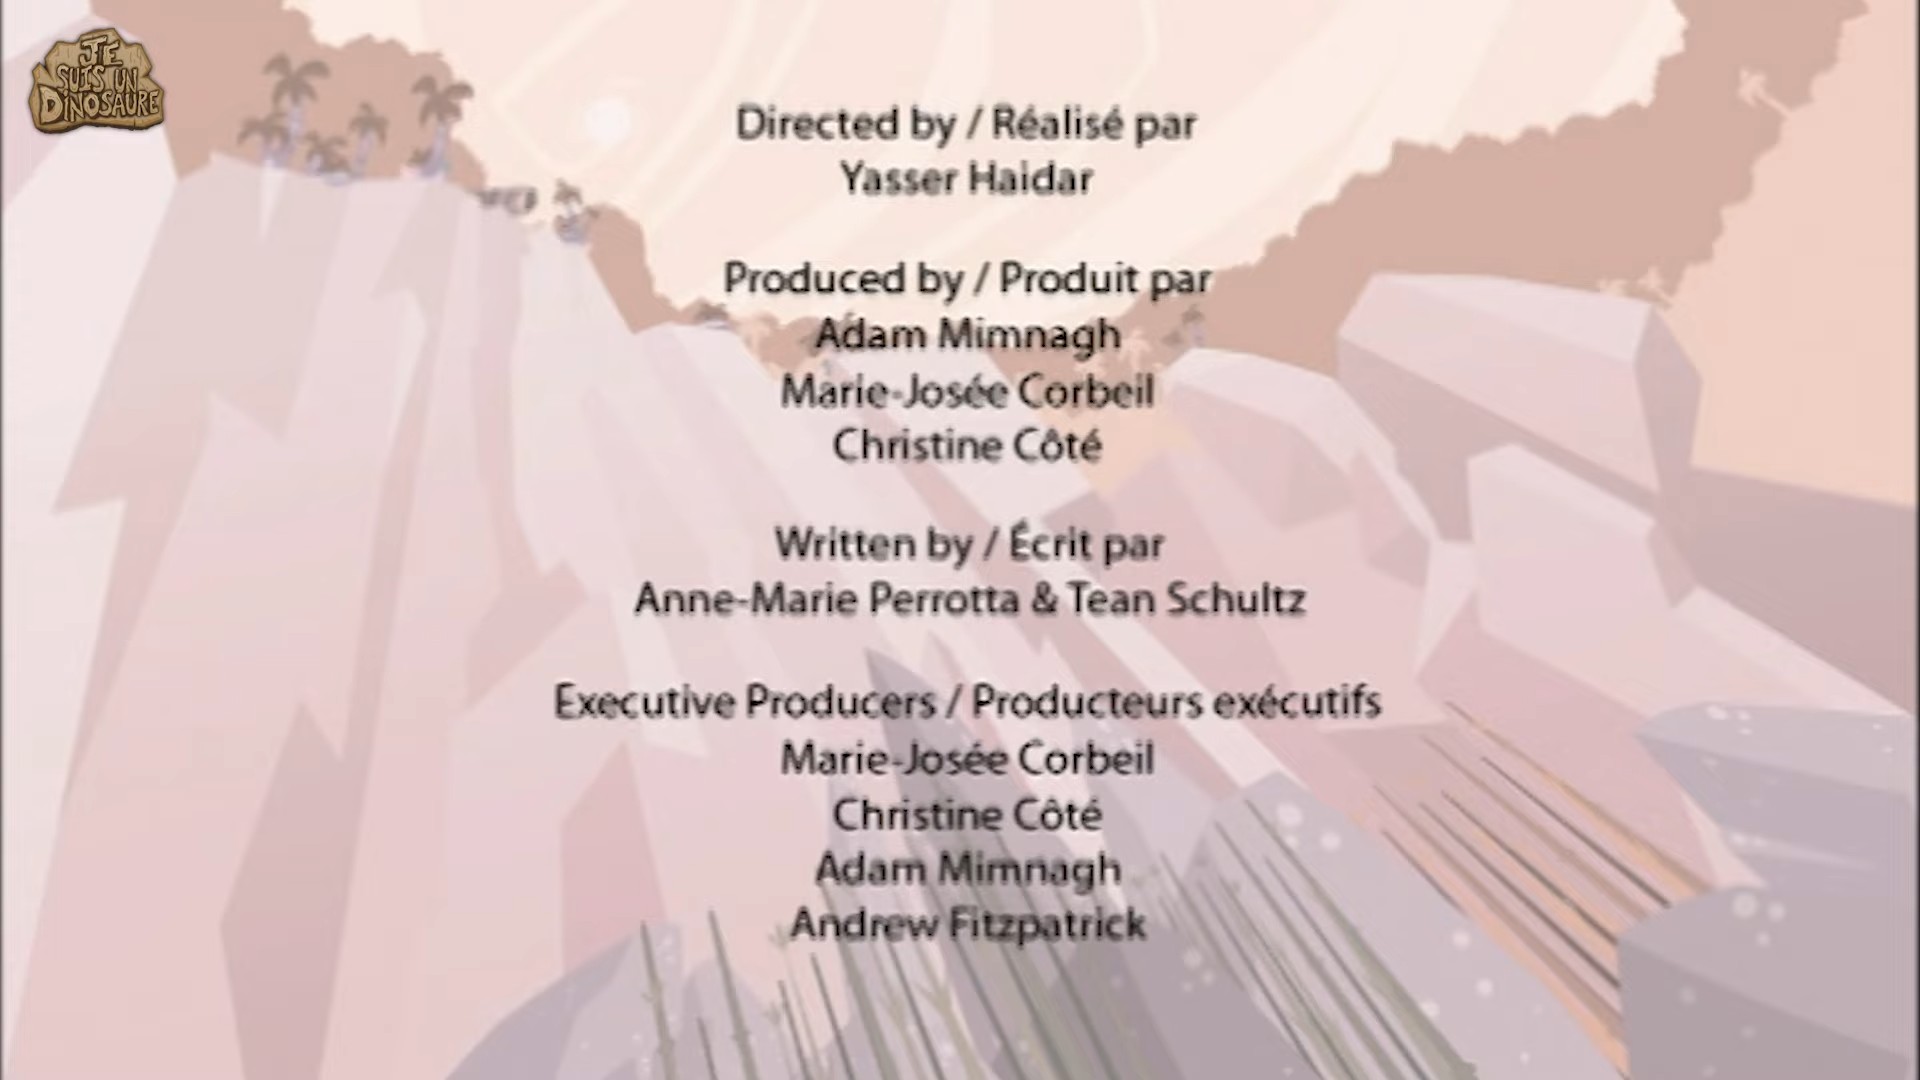 JE
SUIS UN
DINOSAURE
Directed by / Réalisé par
Yasser Haidar
Produced by / Produit par
Adam Mimnagh
Marie-Josée Corbeil
Christine Côté
Written by / Écrit par
Anne-Marie Perrotta & Tean Schultz
Executive Producers / Producteurs exécutifs
Marie-Josée Corbeil
Christine Côté
Adam Mimnagh
Andrew Fitzpatrick